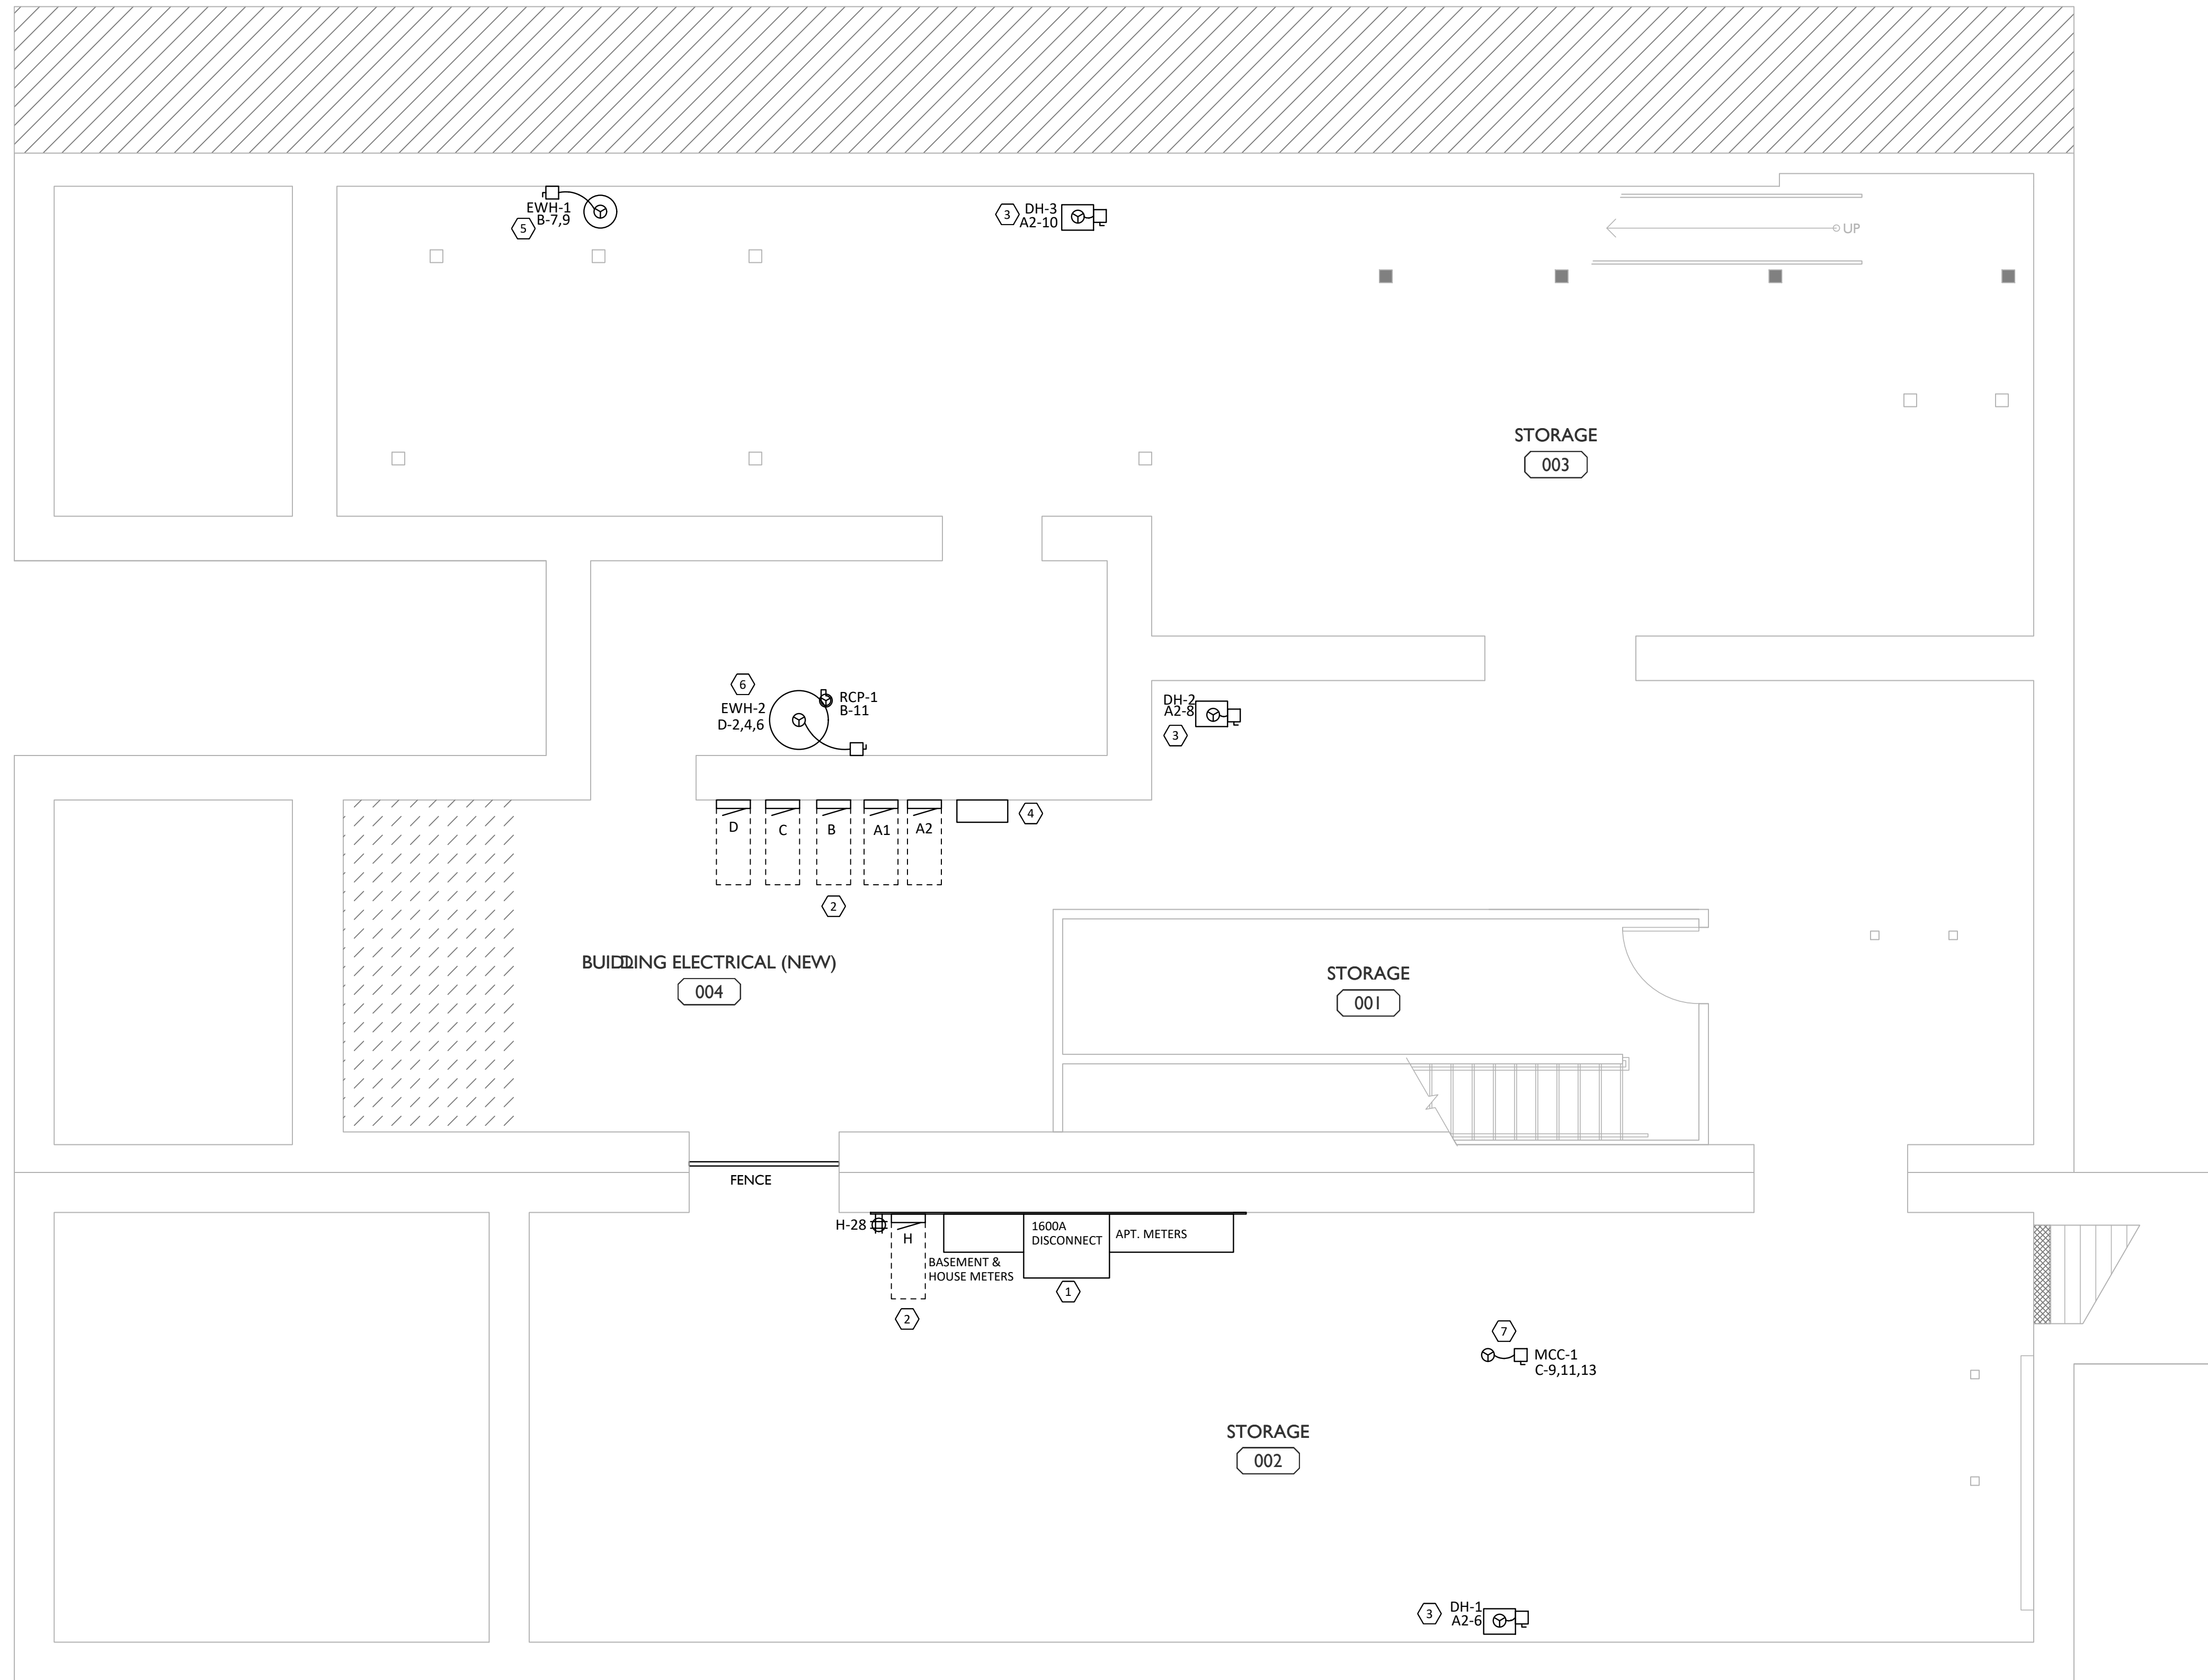 EWH-1
B-7,9
5
3
DH-3
A2-10
UP
STORAGE
003
6
EWH-2
D-2,4,6
RCP-1
B-11
DH-2
A2-8
3
D
C
B
A1
A2
4
2
BUIDLING ELECTRICAL (NEW)
004
STORAGE
001
FENCE
H-28
H
BASEMENT &
HOUSE METERS
1600A
DISCONNECT
APT. METERS
1
2
7
MCC-1
C-9,11,13
STORAGE
002
3
DH-1
A2-6